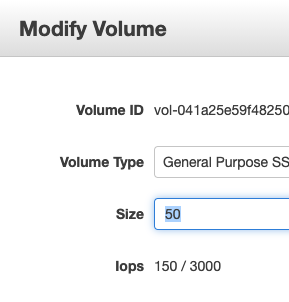 Modify Volume
Volume ID vol-041a25e59f48250
Volume Type General Purpose SS
Size 50
Iops 150 / 3000